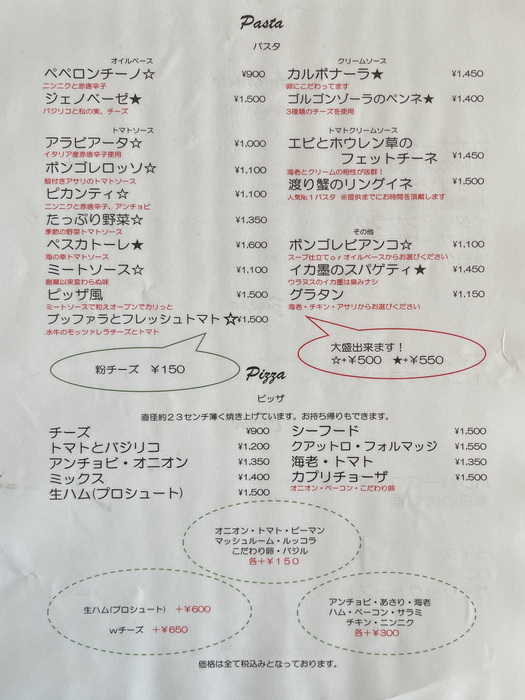 Pasta
パスタ
オイルベース
ペペロンチーノ☆ ¥900
ニンニクと赤唐辛子
ジェノベーゼ★ ¥1.500
バジリコと松の実、チーズ
トマトソース
アラビアータ☆ ¥1.000
イタリア産赤唐辛子使用
ボンゴレロッソ☆ ¥1.100
殻付きアサリのトマトソース
ピカンティ☆ ¥1.100
ニンニクと赤唐辛子、アンチョビ
たっぷり野菜☆ ¥1.350
季節の野菜トマトソース
ペスカトーレ★ ¥1.600
海の幸トマトソース
ミートソース☆ ¥1.100
創業以来変わらぬ味
ピッザ風 ¥1.500
ミートソースで和えオーブンでカリっと
ブッファラとフレッシュトマト☆ ¥1.500
水牛のモッツァレラチーズとトマト
クリームソース
カルボナーラ★ ¥1.450
卵にこだわってます
ゴルゴンゾーラのペンネ★ ¥1.400
3種類のチーズを使用
トマトクリームソース
エビとホウレン草の
フェットチーネ ¥1.450
海老とクリームの相性が抜群！
渡り蟹のリングイネ ¥1.500
人気№１パスタ ※提供までにお時間を頂戴します
その他
ボンゴレビアンコ☆ ¥1.100
スープ仕立てｏｒオイルベースからお選びください
イカ墨のスパゲティ★ ¥1.450
ウラヌスのイカ墨は臭みナシ
グラタン ¥1.150
海老・チキン・アサリからお選びください
粉チーズ ¥150
大盛出来ます！
☆+¥500 ★+¥550
Pizza
ピッザ
直径約２３センチ薄く焼き上げています。お持ち帰りもできます。
チーズ ¥900
トマトとバジリコ ¥1.200
アンチョビ・オニオン ¥1.350
ミックス ¥1.400
生ハム(プロシュート) ¥1.500
シーフード ¥1.500
クアットロ・フォルマッジ ¥1.550
海老・トマト ¥1.350
カプリチョーザ ¥1.500
オニオン・ベーコン・こだわり卵
オニオン・トマト・ピーマン
マッシュルーム・ルッコラ
こだわり卵・バジル
各+￥１５０
生ハム(プロシュート) +¥600
wチーズ +¥650
アンチョビ・あさり・海老
ハム・ベーコン・サラミ
チキン・ニンニク
各+¥300
価格は全て税込みとなっております。